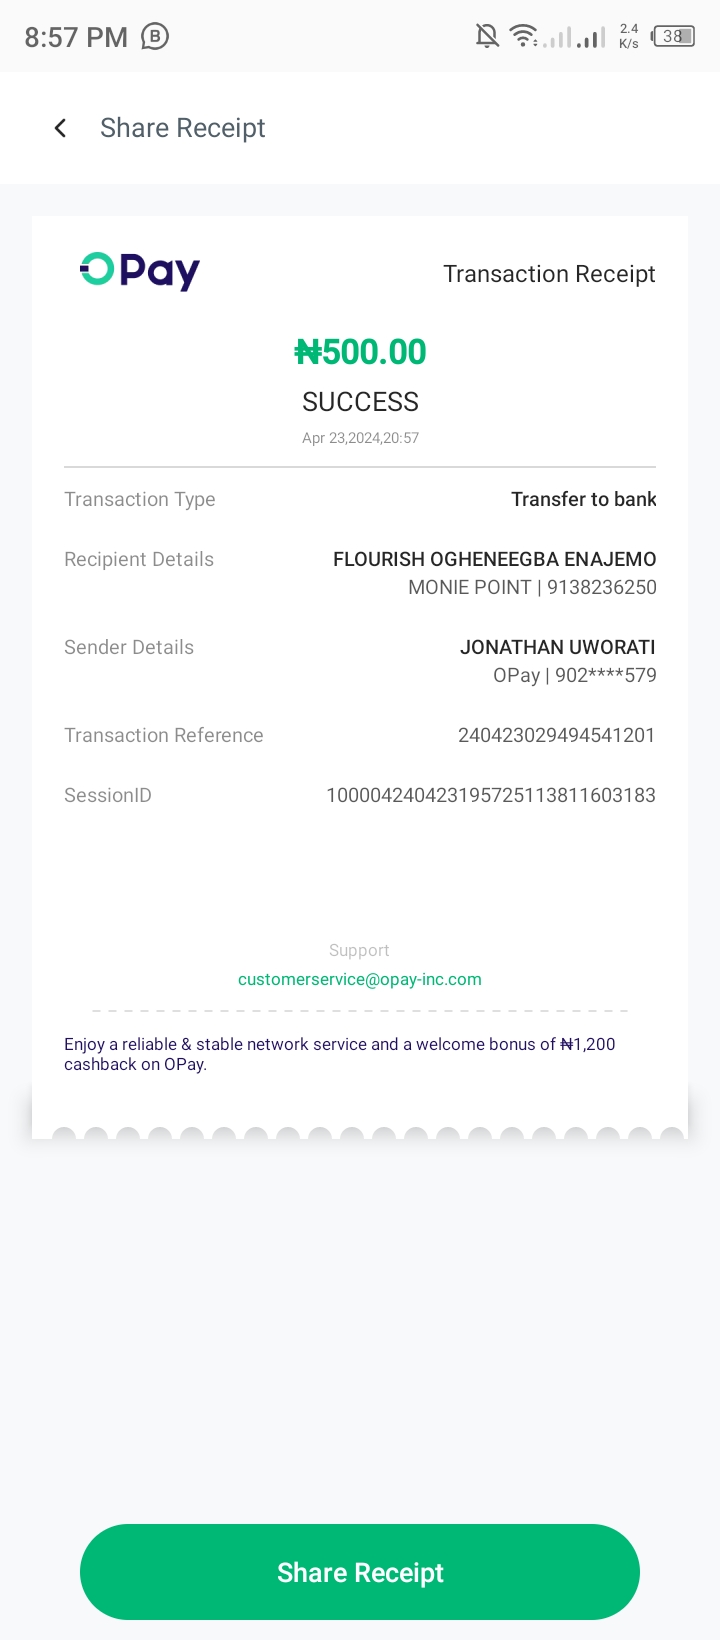 8:57 PM
2.4 K/s
38
Share Receipt
OPay
Transaction Receipt
₦500.00
SUCCESS
Apr 23,2024,20:57
Transaction Type Transfer to bank
Recipient Details FLOURISH OGHENEEGBA ENAJEMO
MONIE POINT | 9138236250
Sender Details JONATHAN UWORATI
OPay | 902****579
Transaction Reference 240423029494541201
SessionID 100004240423195725113811603183
Support
customerservice@opay-inc.com
Enjoy a reliable & stable network service and a welcome bonus of ₦1,200
cashback on OPay.
Share Receipt